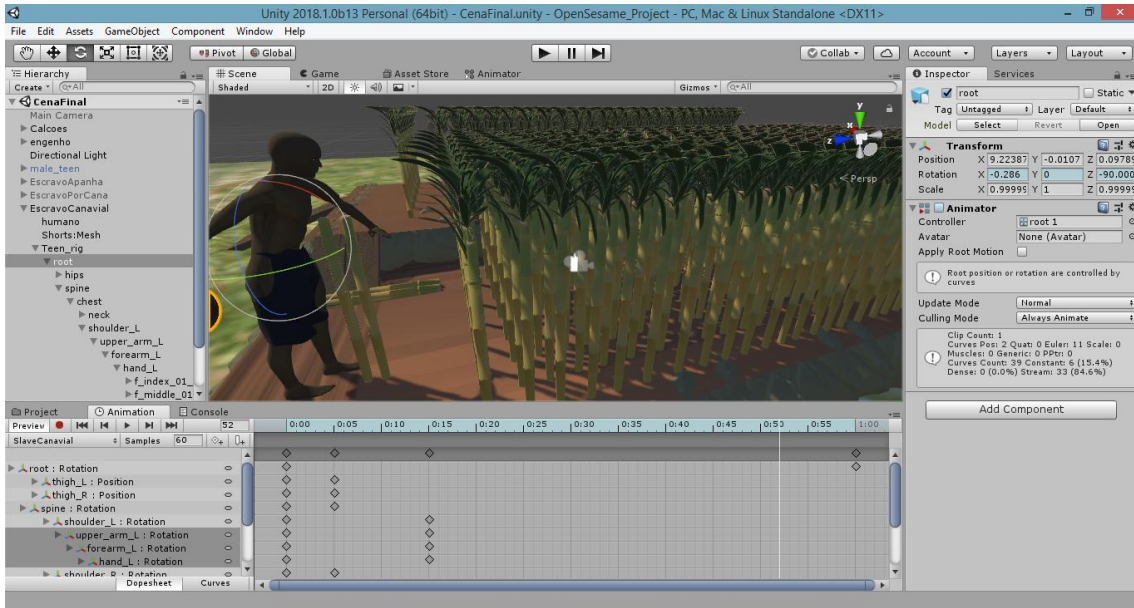 Unity 2018.1.0b13 Personal (64bit) - CenaFinal.unity - OpenSesame_Project - PC, Mac & Linux Standalone <DX11>
File Edit Assets GameObject Component Window Help
Pivot Global Collab Account Layers Layout
Hierarchy Scene Game Asset Store Animator Inspector Services
Create All Shaded 2D Gizmos All root Static
CenaFinal Tag Untagged Layer Default
Main Camera Model Select Revert Open
Calcoes
engenho
Directional Light
male_teen
EscravoApanha
EscravoPorCana
EscravoCanavial
humano
Shorts:Mesh
Teen_rig
root
hips
spine
chest
neck
shoulder_L
upper_arm_L
forearm_L
hand_L
f_index_01_
f_middle_01
y
x
z
Persp
Transform
Position X 9.22387 Y -0.0107 Z 0.09789
Rotation X -0.286 Y 0 Z -90.000
Scale X 0.99999 Y 1 Z 0.99999
Animator
Controller root 1
Avatar None (Avatar)
Apply Root Motion
Root position or rotation are controlled by
curves
Update Mode Normal
Culling Mode Always Animate
Clip Count: 1
Curves Pos: 2 Quat: 0 Euler: 11 Scale: 0
Muscles: 0 Generic: 0 PPtr: 0
Curves Count: 39 Constant: 6 (15.4%)
Dense: 0 (0.0%) Stream: 33 (84.6%)
Add Component
Project Animation Console
Preview 52 0:00 0:05 0:10 0:15 0:20 0:25 0:30 0:35 0:40 0:45 0:50 0:55 1:00
SlaveCanavial Samples 60
root : Rotation
thigh_L : Position
thigh_R : Position
spine : Rotation
shoulder_L : Rotation
upper_arm_L : Rotation
forearm_L : Rotation
hand_L : Rotation
shoulder_R : Rotation
Dopesheet Curves